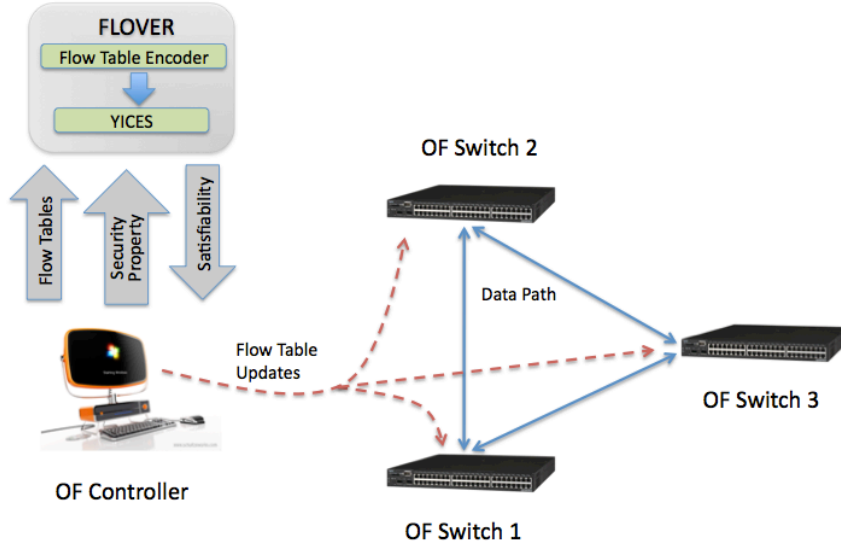 FLOVER
Flow Table Encoder
YICES
Flow Tables
Security
Property
Satisfiability
OF Switch 2
Data Path
Flow Table
Updates
OF Switch 3
OF Controller
OF Switch 1